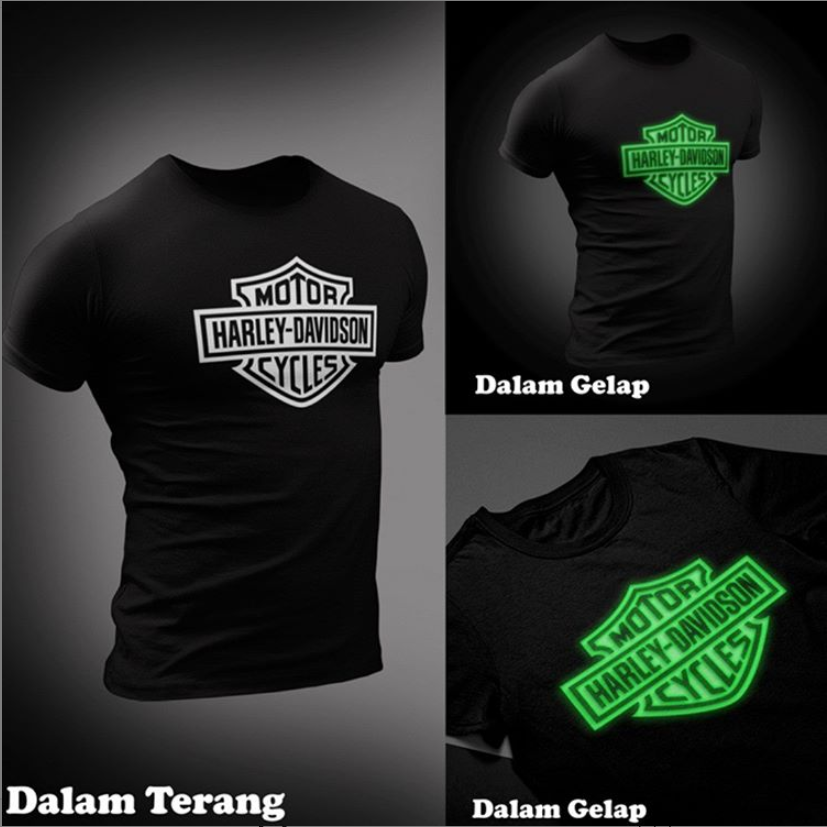 MOTOR
HARLEY-DAVIDSON
CYCLES
Dalam Terang
MOTOR
HARLEY-DAVIDSON
CYCLES
Dalam Gelap
MOTOR
HARLEY-DAVIDSON
CYCLES
Dalam Gelap